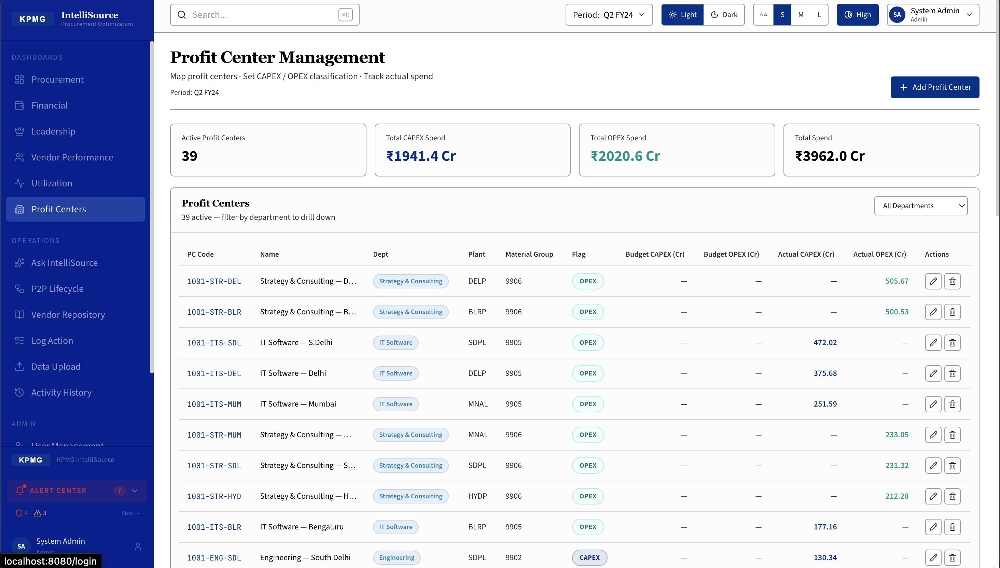 KPMG
IntelliSource
Procurement Optimization
DASHBOARDS
Procurement
Financial
Leadership
Vendor Performance
Utilization
Profit Centers
OPERATIONS
Ask IntelliSource
P2P Lifecycle
Vendor Repository
Log Action
Data Upload
Activity History
ADMIN
User Management
KPMG KPMG IntelliSource
ALERT CENTER 7
4 3 View →
SA System Admin
Admin
localhost:8080/login
Search... ⌘K
Period: Q2 FY24
Light Dark
AA S M L
High
SA System Admin
Admin
Profit Center Management
Map profit centers · Set CAPEX / OPEX classification · Track actual spend
Period: Q2 FY24
+ Add Profit Center
Active Profit Centers
39
Total CAPEX Spend
₹1941.4 Cr
Total OPEX Spend
₹2020.6 Cr
Total Spend
₹3962.0 Cr
Profit Centers
39 active — filter by department to drill down
All Departments
PC Code Name Dept Plant Material Group Flag Budget CAPEX (Cr) Budget OPEX (Cr) Actual CAPEX (Cr) Actual OPEX (Cr) Actions
1001-STR-DEL Strategy & Consulting — D... Strategy & Consulting DELP 9906 OPEX — — — 505.67
1001-STR-BLR Strategy & Consulting — B... Strategy & Consulting BLRP 9906 OPEX — — — 500.53
1001-ITS-SDL IT Software — S.Delhi IT Software SDPL 9905 OPEX — — 472.02 —
1001-ITS-DEL IT Software — Delhi IT Software DELP 9905 OPEX — — 375.68 —
1001-ITS-MUM IT Software — Mumbai IT Software MNAL 9905 OPEX — — 251.59 —
1001-STR-MUM Strategy & Consulting — ... Strategy & Consulting MNAL 9906 OPEX — — — 233.05
1001-STR-SDL Strategy & Consulting — S... Strategy & Consulting SDPL 9906 OPEX — — — 231.32
1001-STR-HYD Strategy & Consulting — H... Strategy & Consulting HYDP 9906 OPEX — — — 212.28
1001-ITS-BLR IT Software — Bengaluru IT Software BLRP 9905 OPEX — — 177.16 —
1001-ENG-SDL Engineering — South Delhi Engineering SDPL 9902 CAPEX — — 130.34 —